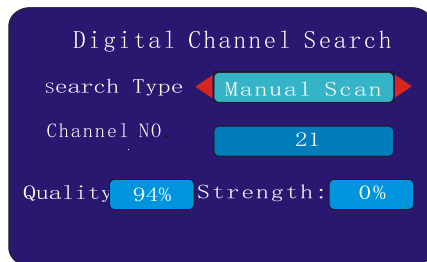 Digital Channel Search
search Type Manual Scan
Channel NO. 21
Quality 94% Strength: 0%